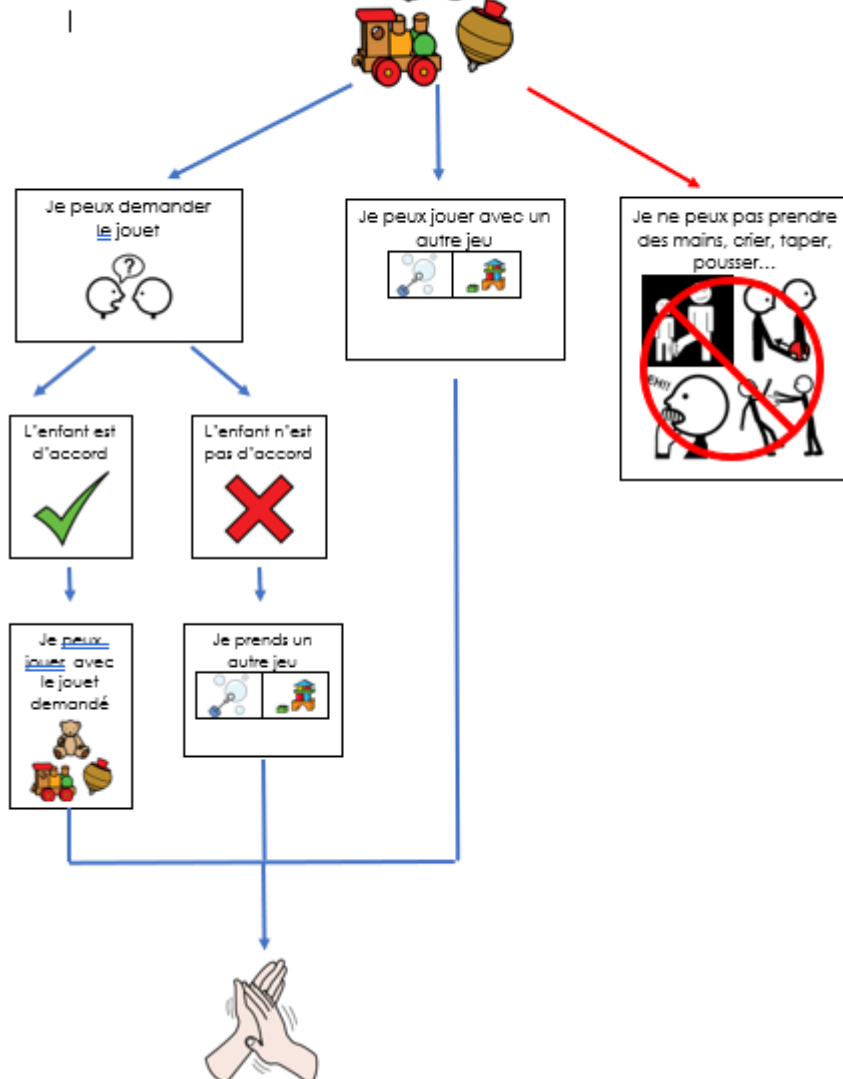 Je peux demander
le jouet
?
Je peux jouer avec un
autre jeu
Je ne peux pas prendre
des mains, crier, taper,
pousser...
EH!!
L'enfant est
d'accord
L'enfant n'est
pas d'accord
Je peux
jouer avec
le jouet
demandé
Je prends un
autre jeu